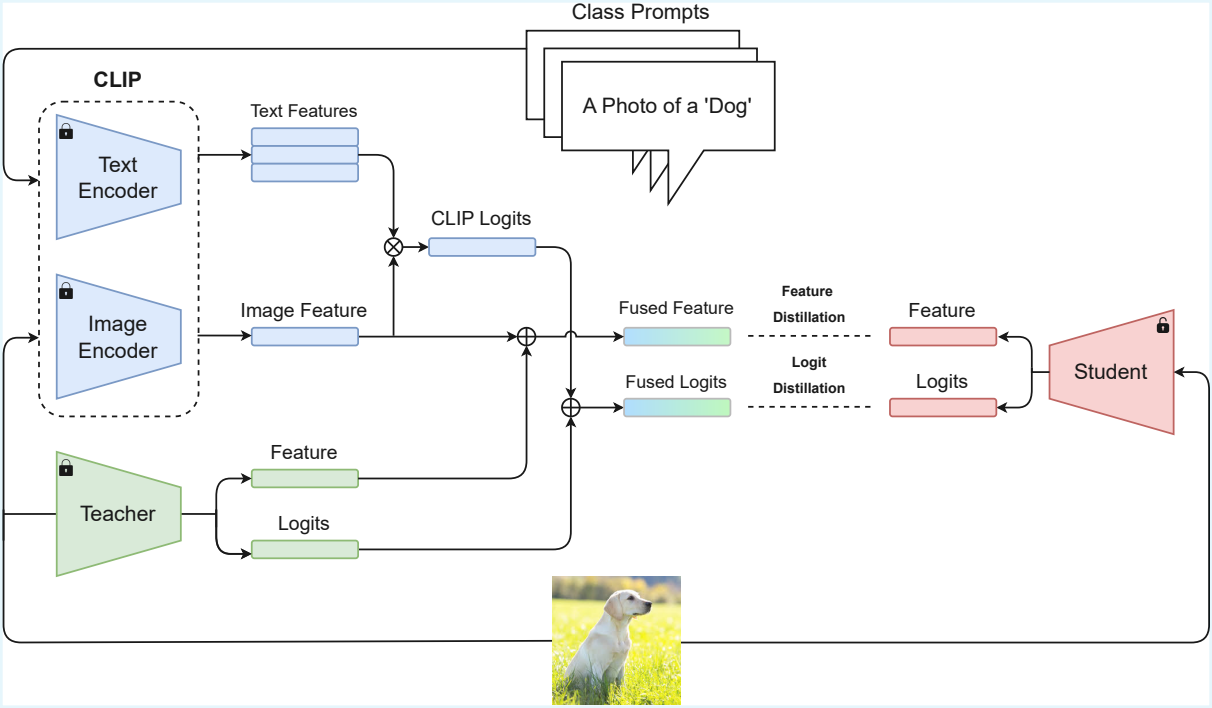 Class Prompts
A Photo of a 'Dog'
CLIP
Text
Encoder
Text Features
CLIP Logits
Image
Encoder
Image Feature
Fused Feature
Feature
Distillation
Feature
Fused Logits
Logit
Distillation
Logits
Student
Teacher
Feature
Logits